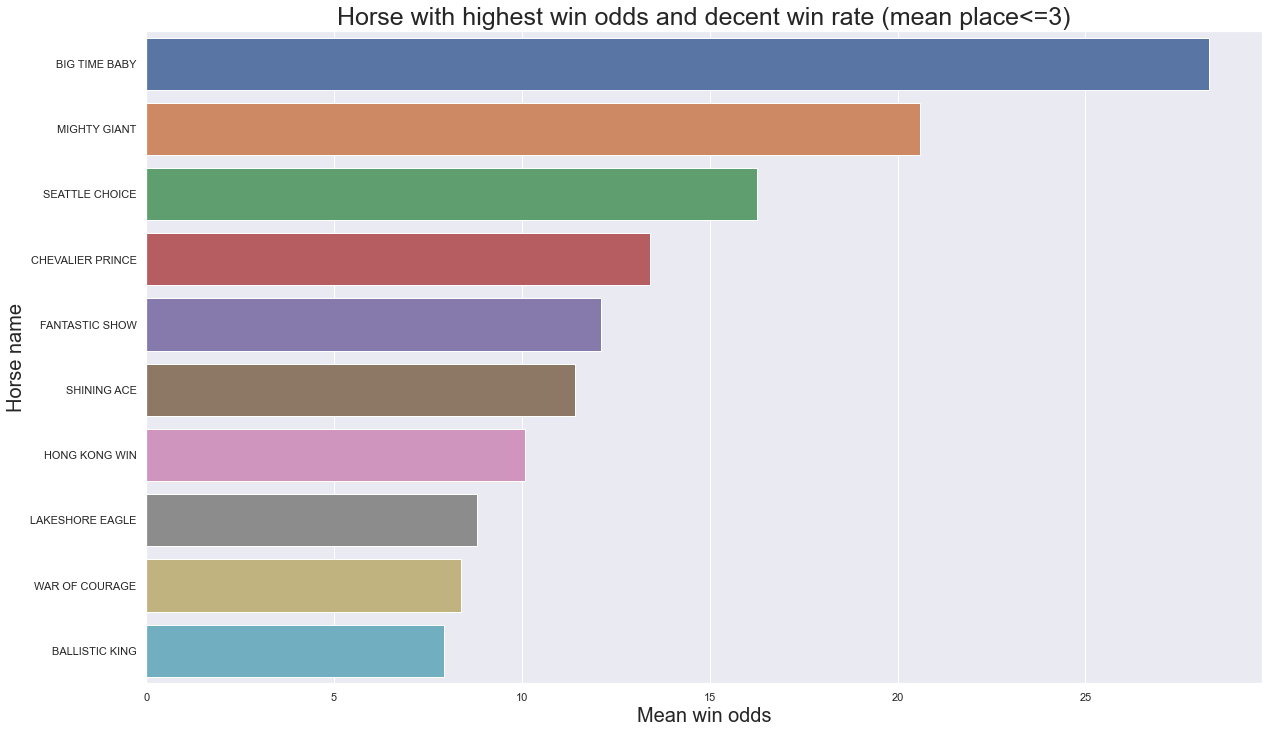 Horse with highest win odds and decent win rate (mean place<=3)
Horse name
BIG TIME BABY
MIGHTY GIANT
SEATTLE CHOICE
CHEVALIER PRINCE
FANTASTIC SHOW
SHINING ACE
HONG KONG WIN
LAKESHORE EAGLE
WAR OF COURAGE
BALLISTIC KING
0 5 10 15 20 25
Mean win odds